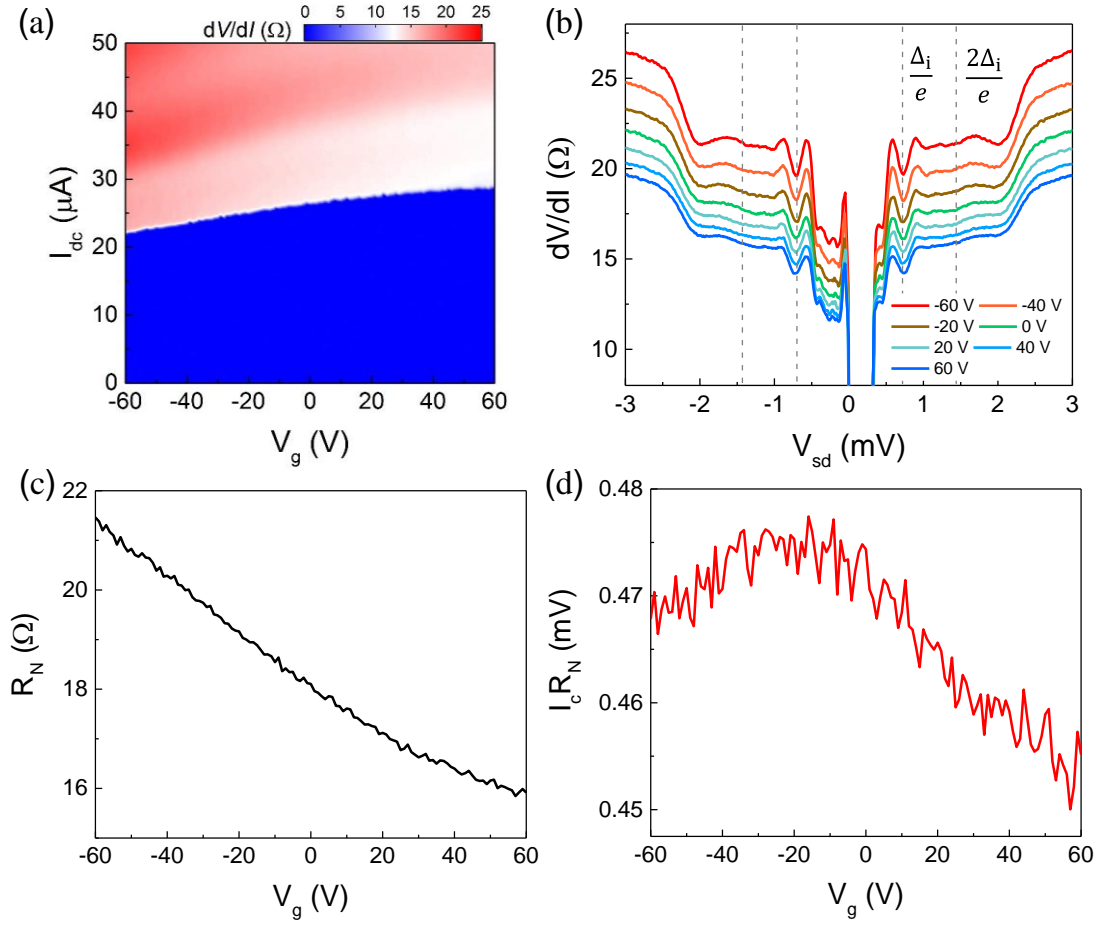 (a)
dV/dI (Ω)
0 5 10 15 20 25
50
40
30
20
10
0
I_dc (μA)
-60 -40 -20 0 20 40 60
V_g (V)
(b)
25
20
15
10
dV/dI (Ω)
Δ_i/e
2Δ_i/e
-60 V -40 V
-20 V 0 V
20 V 40 V
60 V
-3 -2 -1 0 1 2 3
V_sd (mV)
(c)
22
20
18
16
R_N (Ω)
-60 -40 -20 0 20 40 60
V_g (V)
(d)
0.48
0.47
0.46
0.45
I_cR_N (mV)
-60 -40 -20 0 20 40 60
V_g (V)